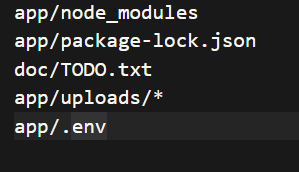 app/node_modules
app/package-lock.json
doc/TODO.txt
app/uploads/*
app/.env